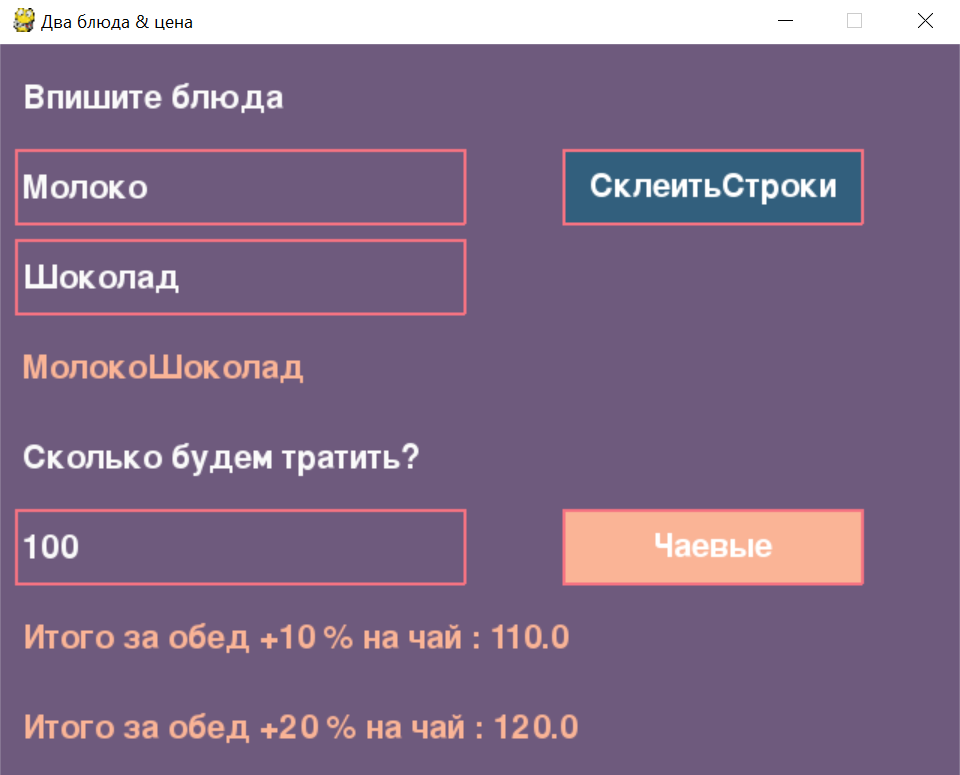 Два блюда & цена
Впишите блюда
Молоко
СклеитьСтроки
Шоколад
МолокоШоколад
Сколько будем тратить?
100
Чаевые
Итого за обед +10 % на чай : 110.0
Итого за обед +20 % на чай : 120.0